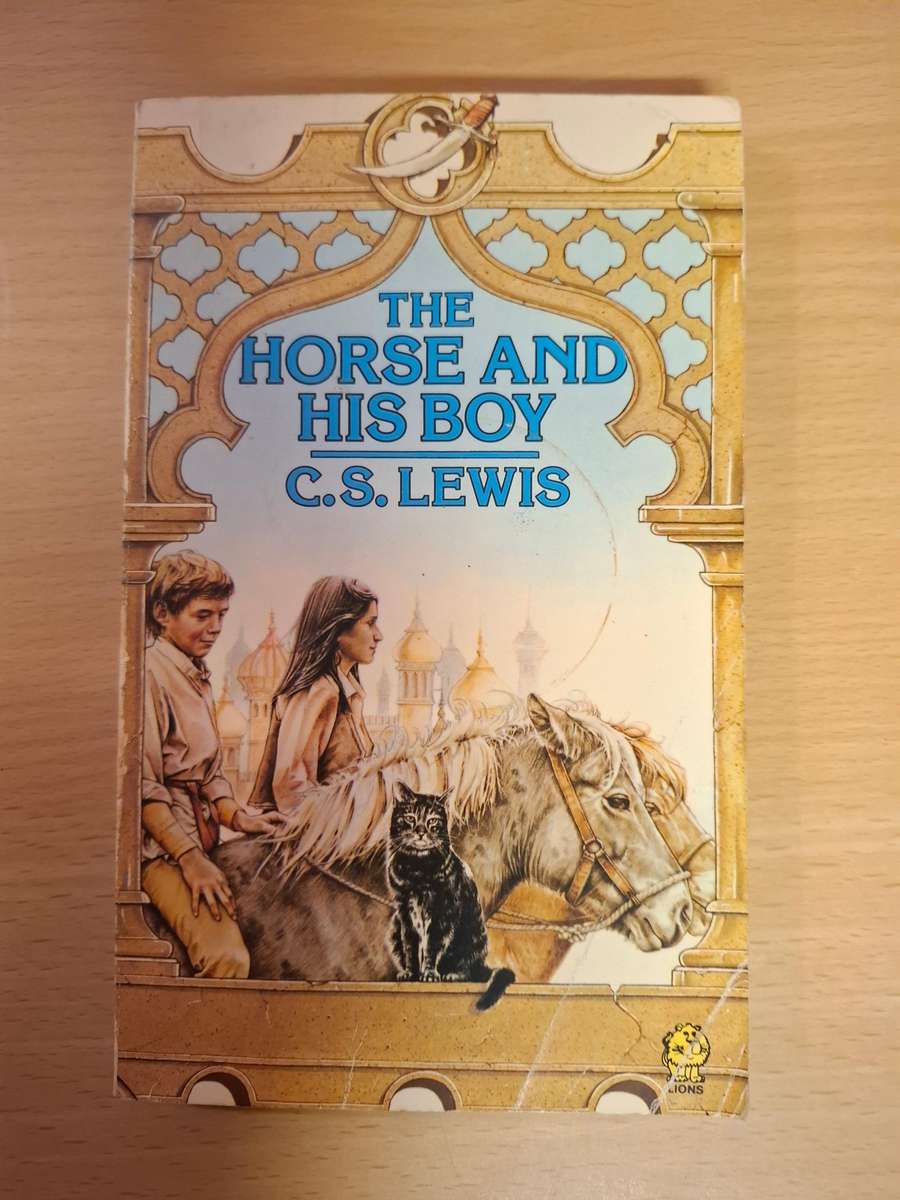 THE
HORSE AND
HIS BOY
C.S. LEWIS
LIONS